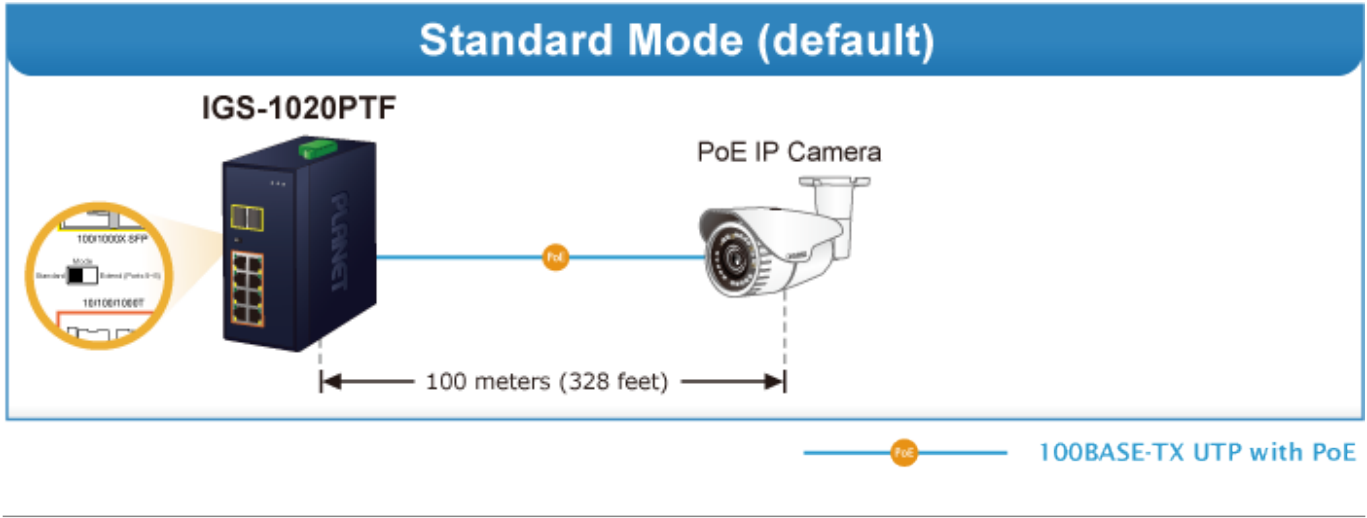 Standard Mode (default)
IGS-1020PTF
PoE IP Camera
PLANET
100/1000X SFP
Mode
Standard
Extend (Ports 5~8)
10/100/1000T
PoE
100 meters (328 feet)
PoE
100BASE-TX UTP with PoE